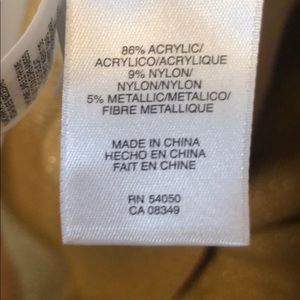 86% ACRYLIC/
ACRYLICO/ACRYLIQUE
9% NYLON/
NYLON/NYLON
5% METALLIC/METALICO/
FIBRE METALLIQUE
MADE IN CHINA
HECHO EN CHINA
FAIT EN CHINE
RN 54050
CA 08349